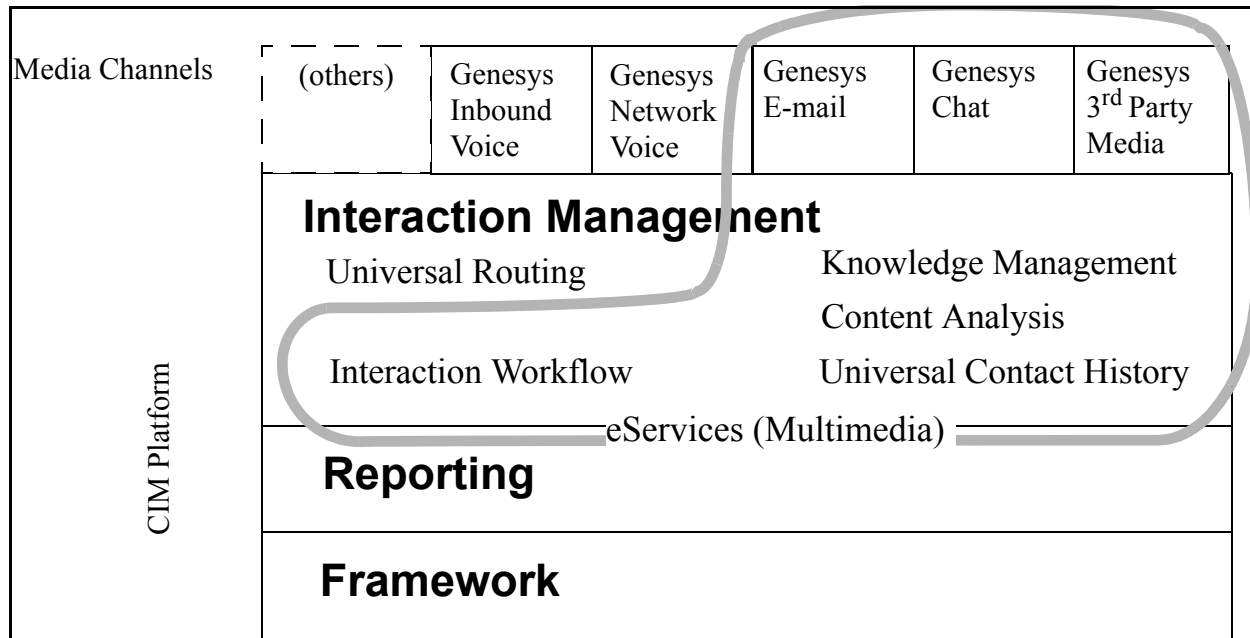 Media Channels
(others)
Genesys
Inbound
Voice
Genesys
Network
Voice
Genesys
E-mail
Genesys
Chat
Genesys
3rd Party
Media
Interaction Management
Universal Routing
Knowledge Management
Content Analysis
Interaction Workflow
Universal Contact History
eServices (Multimedia)
CIM Platform
Reporting
Framework